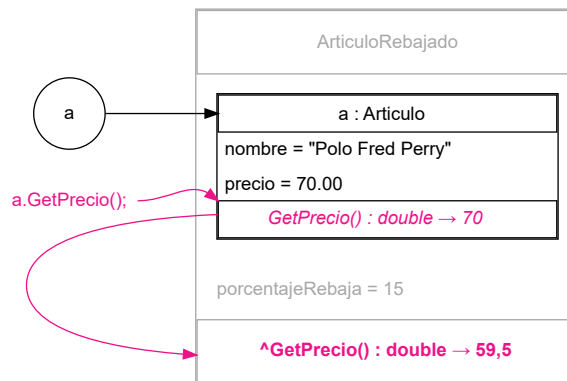 ArticuloRebajado
a
a : Articulo
nombre = "Polo Fred Perry"
precio = 70.00
a.GetPrecio();
GetPrecio() : double → 70
porcentajeRebaja = 15
^GetPrecio() : double → 59,5